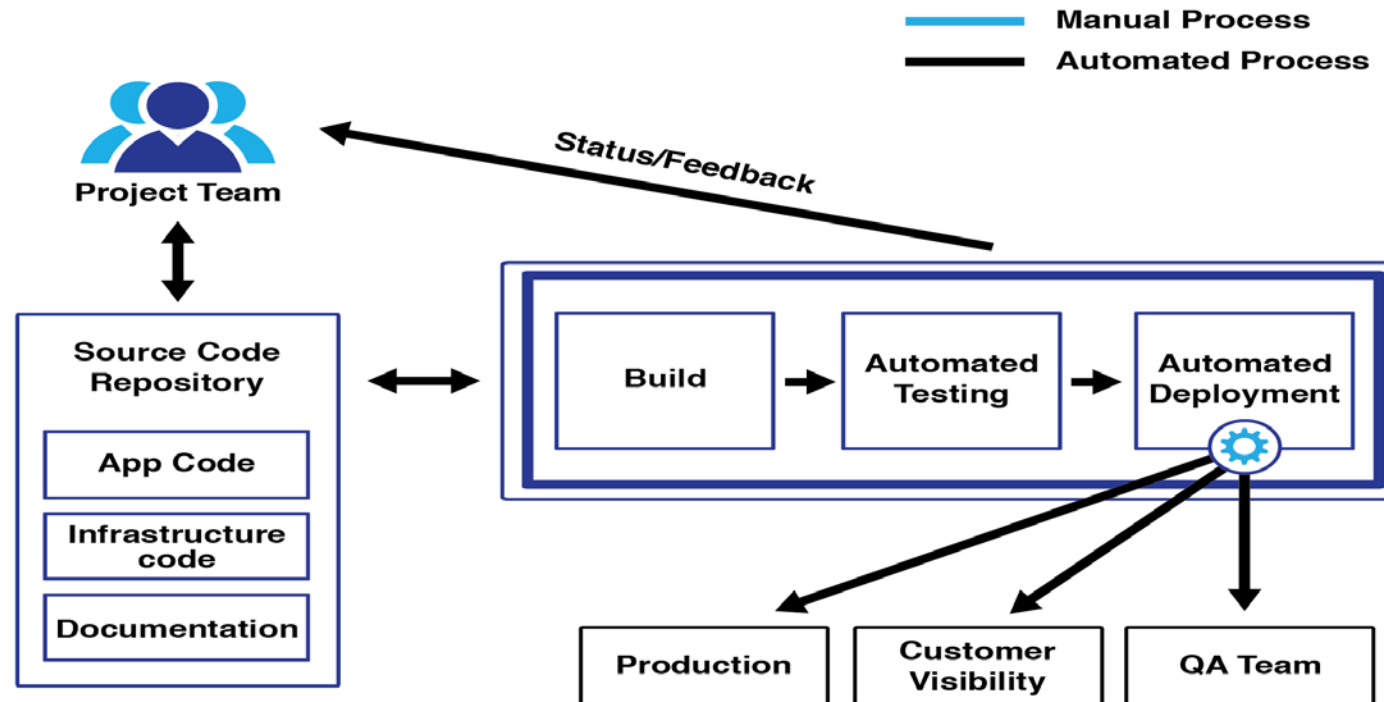 Manual Process
Automated Process
Status/Feedback
Project Team
Source Code
Repository
App Code
Infrastructure
code
Documentation
Build
Automated
Testing
Automated
Deployment
Production
Customer
Visibility
QA Team